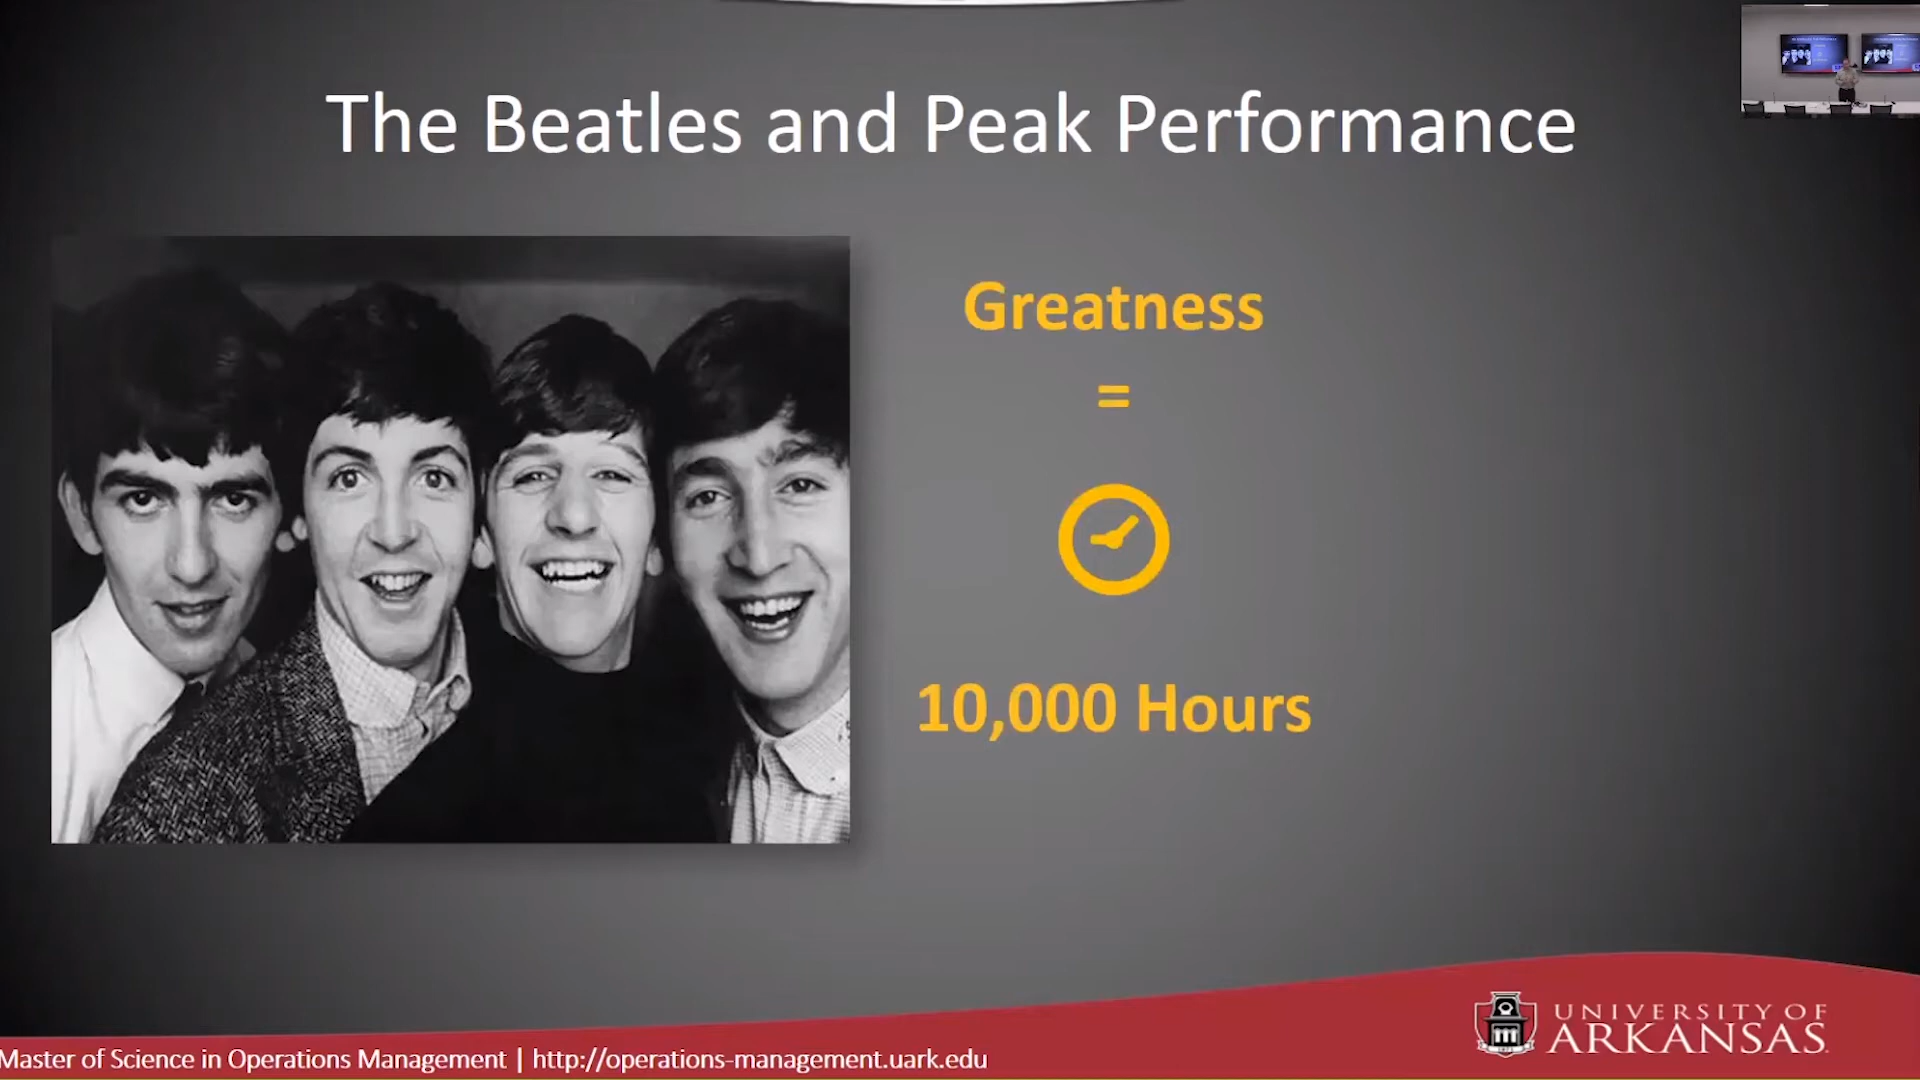 The Beatles and Peak Performance
Greatness
=
10,000 Hours
UNIVERSITY OF
ARKANSAS
Master of Science in Operations Management | http://operations-management.uark.edu